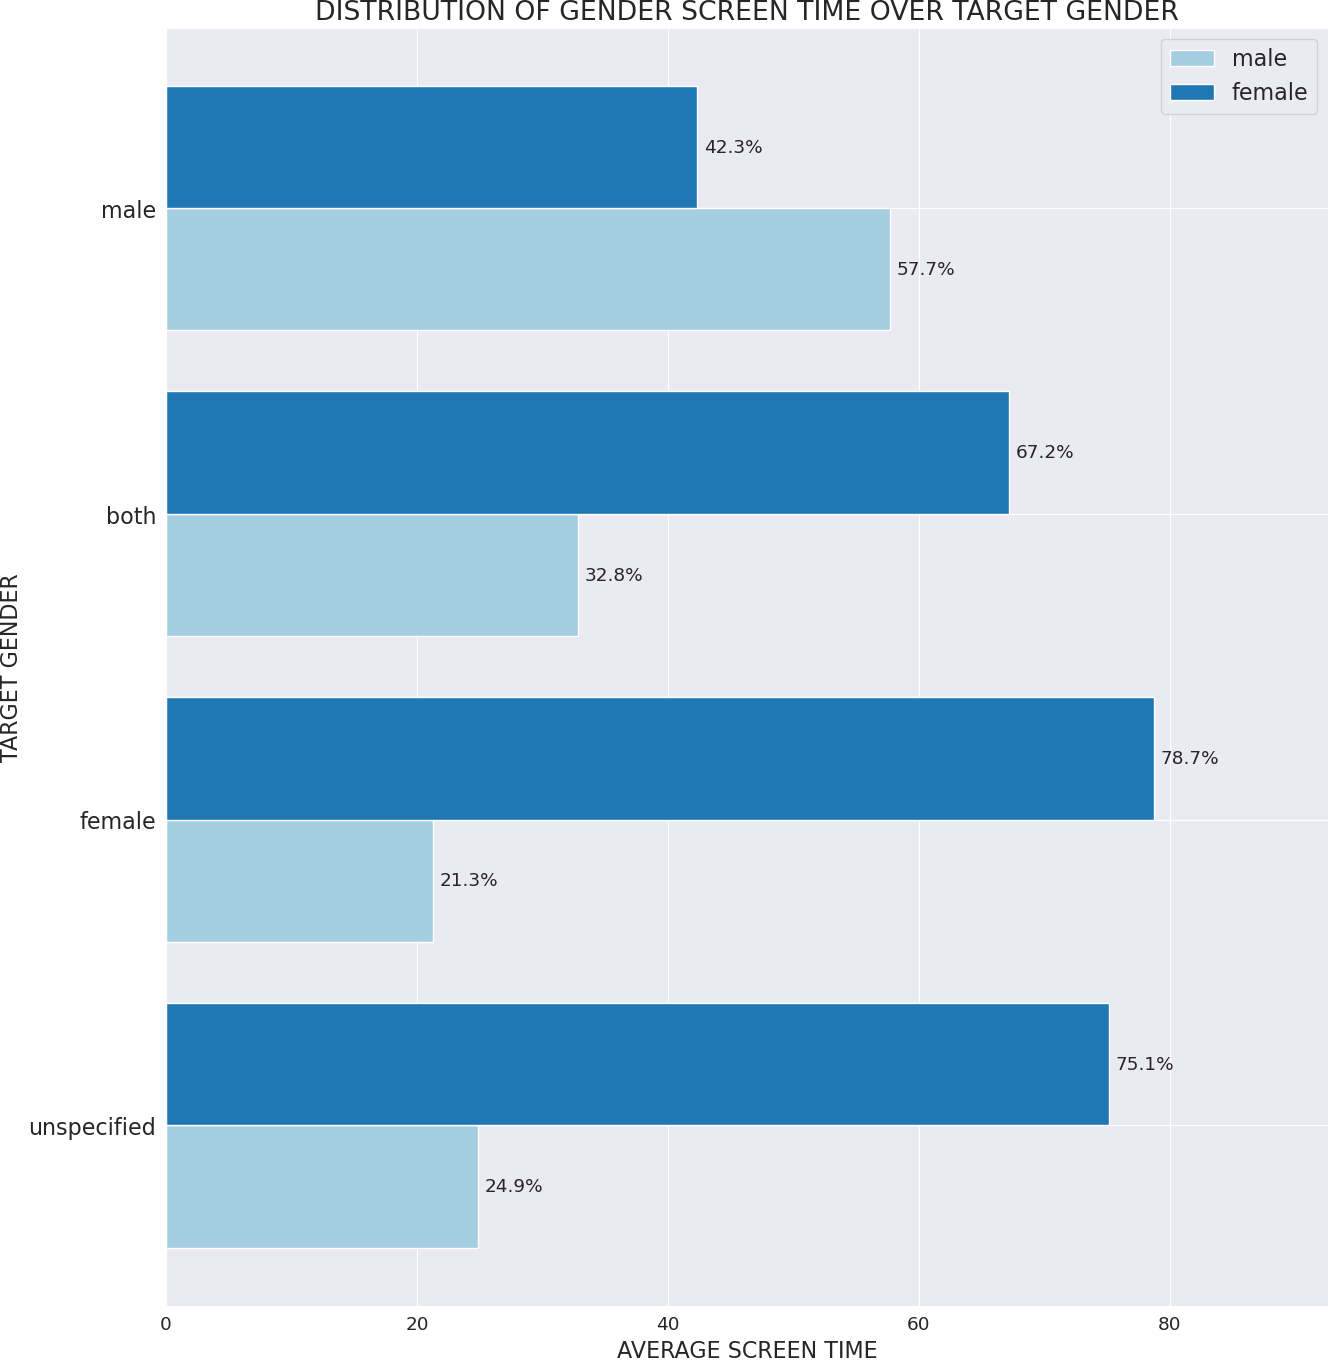 DISTRIBUTION OF GENDER SCREEN TIME OVER TARGET GENDER
male
female
42.3%
male
57.7%
67.2%
both
32.8%
TARGET GENDER
78.7%
female
21.3%
75.1%
unspecified
24.9%
0 20 40 60 80
AVERAGE SCREEN TIME